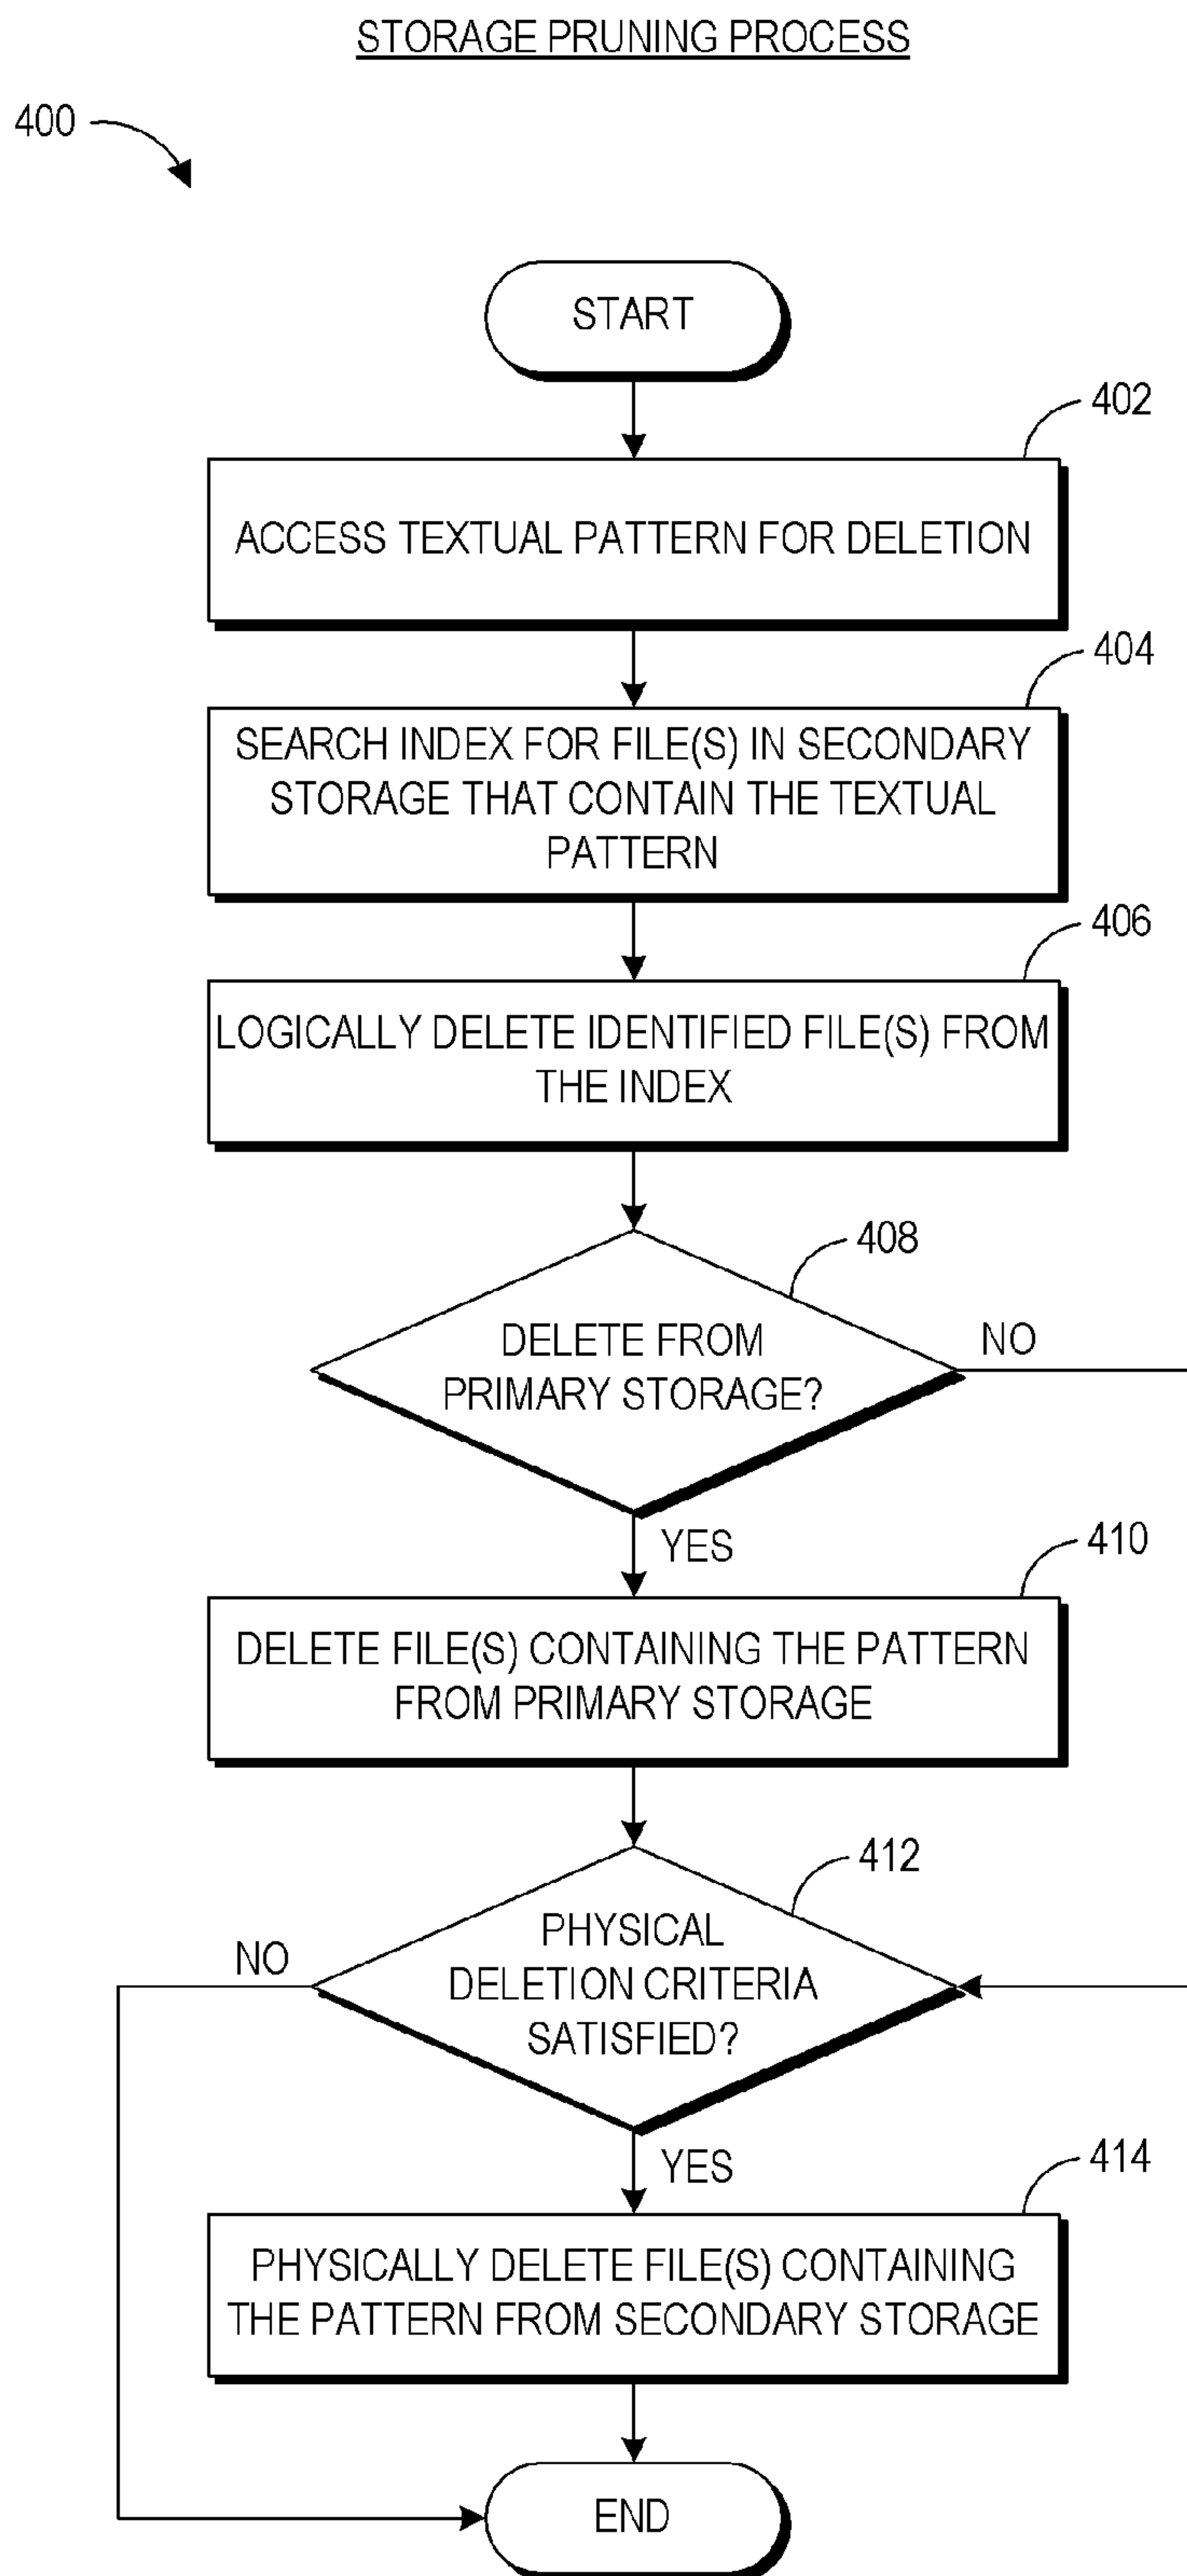 STORAGE PRUNING PROCESS
400
START
402
ACCESS TEXTUAL PATTERN FOR DELETION
404
SEARCH INDEX FOR FILE(S) IN SECONDARY
STORAGE THAT CONTAIN THE TEXTUAL
PATTERN
406
LOGICALLY DELETE IDENTIFIED FILE(S) FROM
THE INDEX
408
DELETE FROM
PRIMARY STORAGE?
NO
YES
410
DELETE FILE(S) CONTAINING THE PATTERN
FROM PRIMARY STORAGE
412
PHYSICAL
DELETION CRITERIA
SATISFIED?
NO
YES
414
PHYSICALLY DELETE FILE(S) CONTAINING
THE PATTERN FROM SECONDARY STORAGE
END